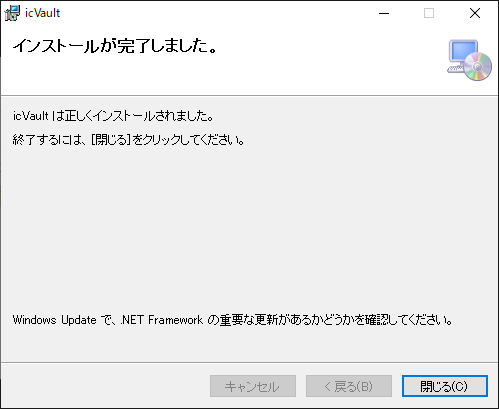 icVault
インストールが完了しました。
icVault は正しくインストールされました。
終了するには、[閉じる]をクリックしてください。
Windows Update で、.NET Framework の重要な更新があるかどうかを確認してください。
キャンセル
< 戻る(B)
閉じる(C)